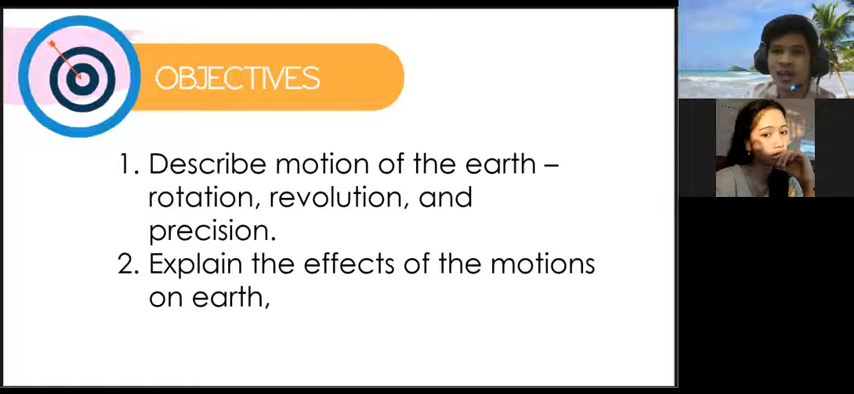 OBJECTIVES
1. Describe motion of the earth –
rotation, revolution, and
precision.
2. Explain the effects of the motions
on earth,